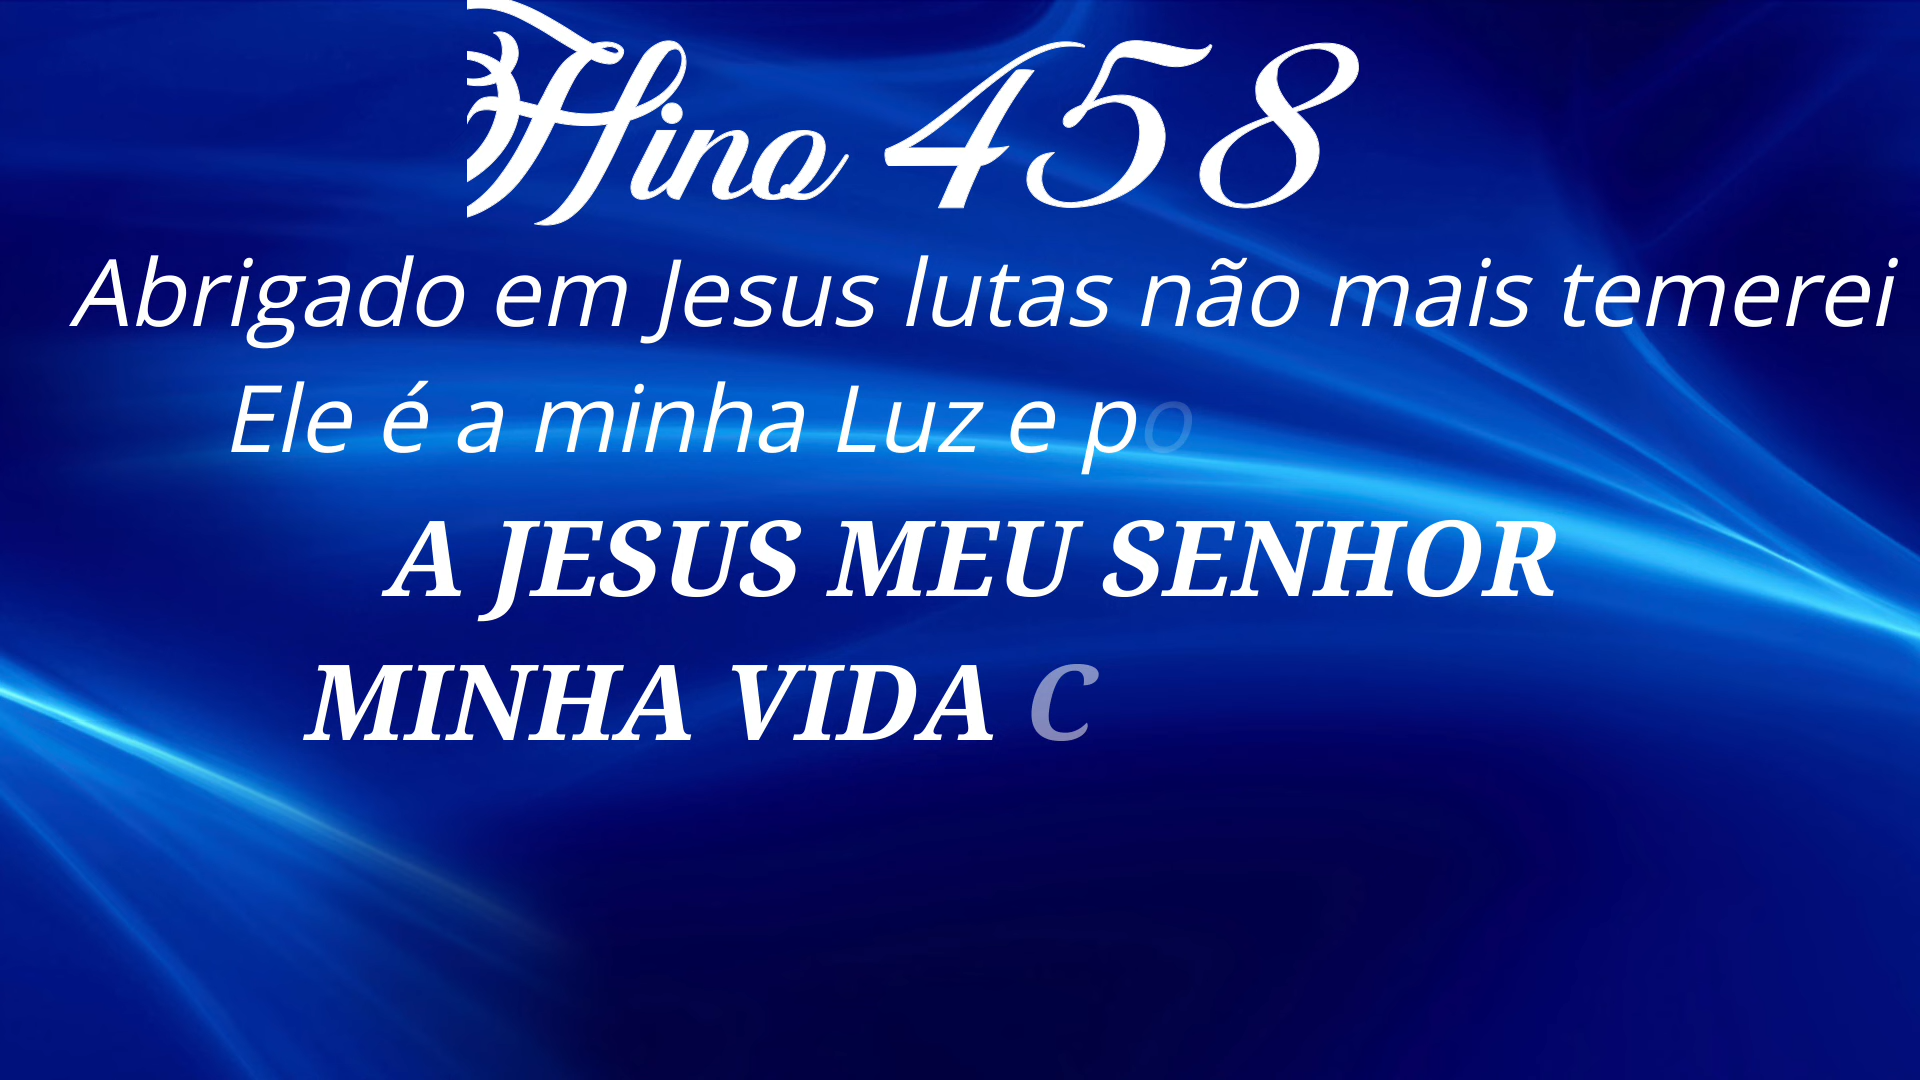 Hino 458
Abrigado em Jesus lutas não mais temerei
Ele é a minha Luz e po
A JESUS MEU SENHOR
MINHA VIDA C